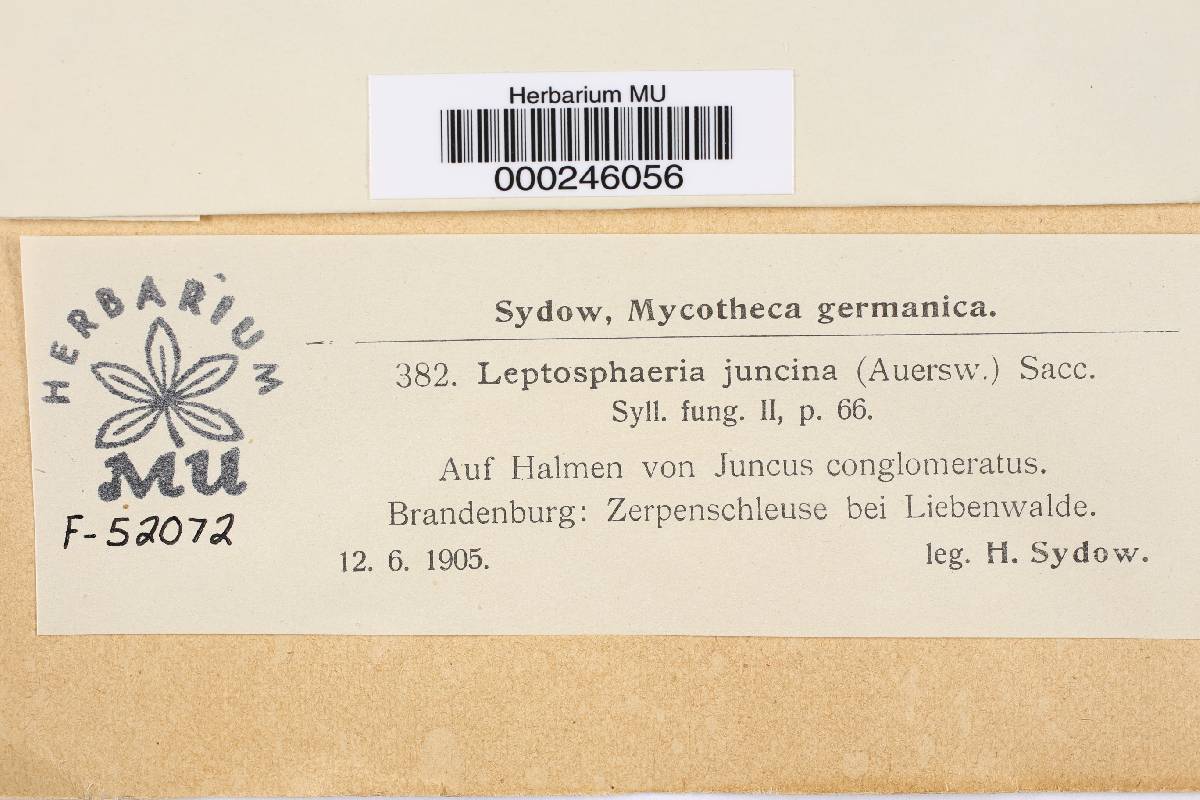 Herbarium MU
000246056
HERBARIUM
MU
F-52072
Sydow, Mycotheca germanica.
382. Leptosphaeria juncina (Auersw.) Sacc.
Syll. fung. II, p. 66.
Auf Halmen von Juncus conglomeratus.
Brandenburg: Zerpenschleuse bei Liebenwalde.
12. 6. 1905. leg. H. Sydow.